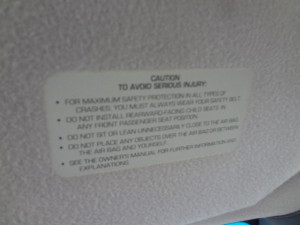 CAUTION
TO AVOID SERIOUS INJURY:
• FOR MAXIMUM SAFETY PROTECTION IN ALL TYPES OF
CRASHES, YOU MUST ALWAYS WEAR YOUR SAFETY BELT.
• DO NOT INSTALL REARWARD-FACING CHILD SEATS IN
ANY FRONT PASSENGER SEAT POSITION.
• DO NOT SIT OR LEAN UNNECESSARILY CLOSE TO THE AIR BAG.
• DO NOT PLACE ANY OBJECTS OVER THE AIR BAG OR BETWEEN
THE AIR BAG AND YOURSELF.
• SEE THE OWNER'S MANUAL FOR FURTHER INFORMATION AND
EXPLANATIONS.